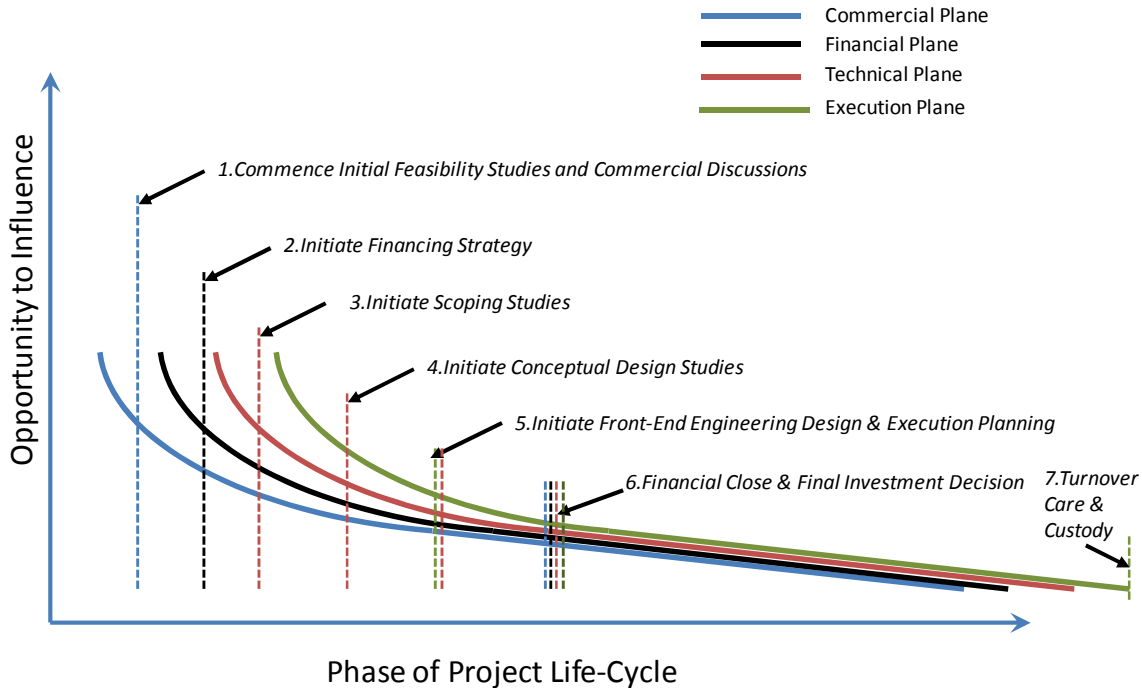 Commercial Plane
Financial Plane
Technical Plane
Execution Plane
Opportunity to Influence
1.Commence Initial Feasibility Studies and Commercial Discussions
2.Initiate Financing Strategy
3.Initiate Scoping Studies
4.Initiate Conceptual Design Studies
5.Initiate Front-End Engineering Design & Execution Planning
6.Financial Close & Final Investment Decision
7.Turnover
Care &
Custody
Phase of Project Life-Cycle